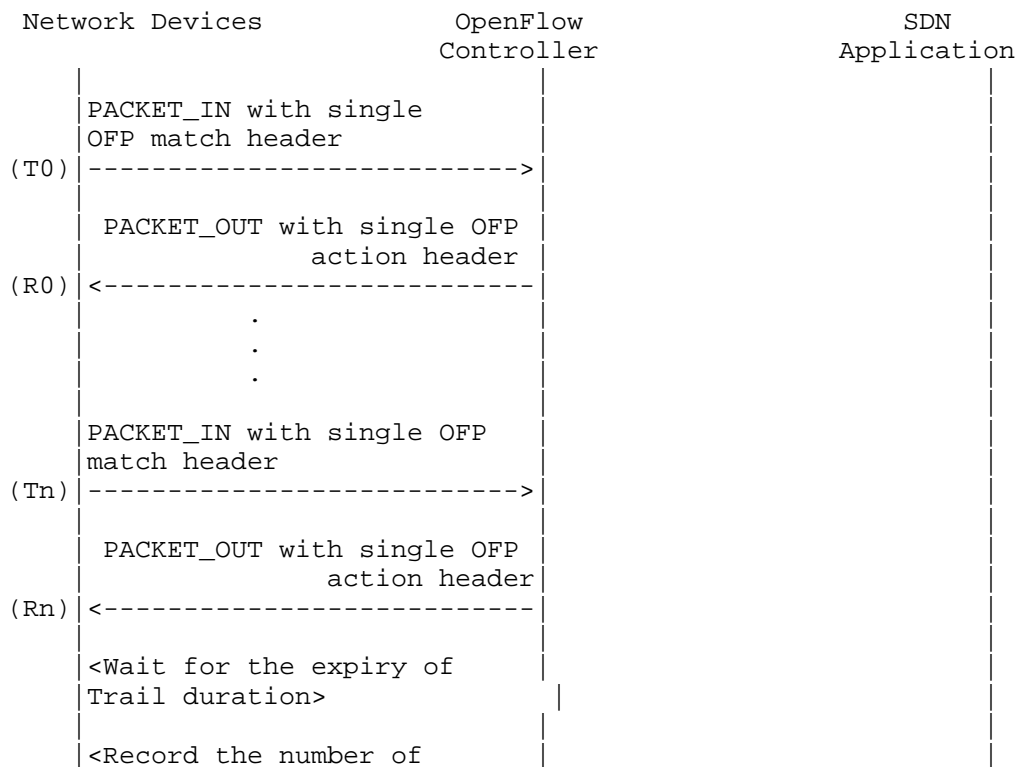 Network Devices OpenFlow SDN
Controller Application
| | |
|PACKET_IN with single | |
|OFP match header | |
(T0)|--------------------------->| |
| | |
| PACKET_OUT with single OFP | |
| action header | |
(R0)|<---------------------------| |
| . | |
| . | |
| . | |
| | |
|PACKET_IN with single OFP | |
|match header | |
(Tn)|--------------------------->| |
| | |
| PACKET_OUT with single OFP | |
| action header| |
(Rn)|<---------------------------| |
| | |
|<Wait for the expiry of | |
|Trail duration> | |
| | |
|<Record the number of | |